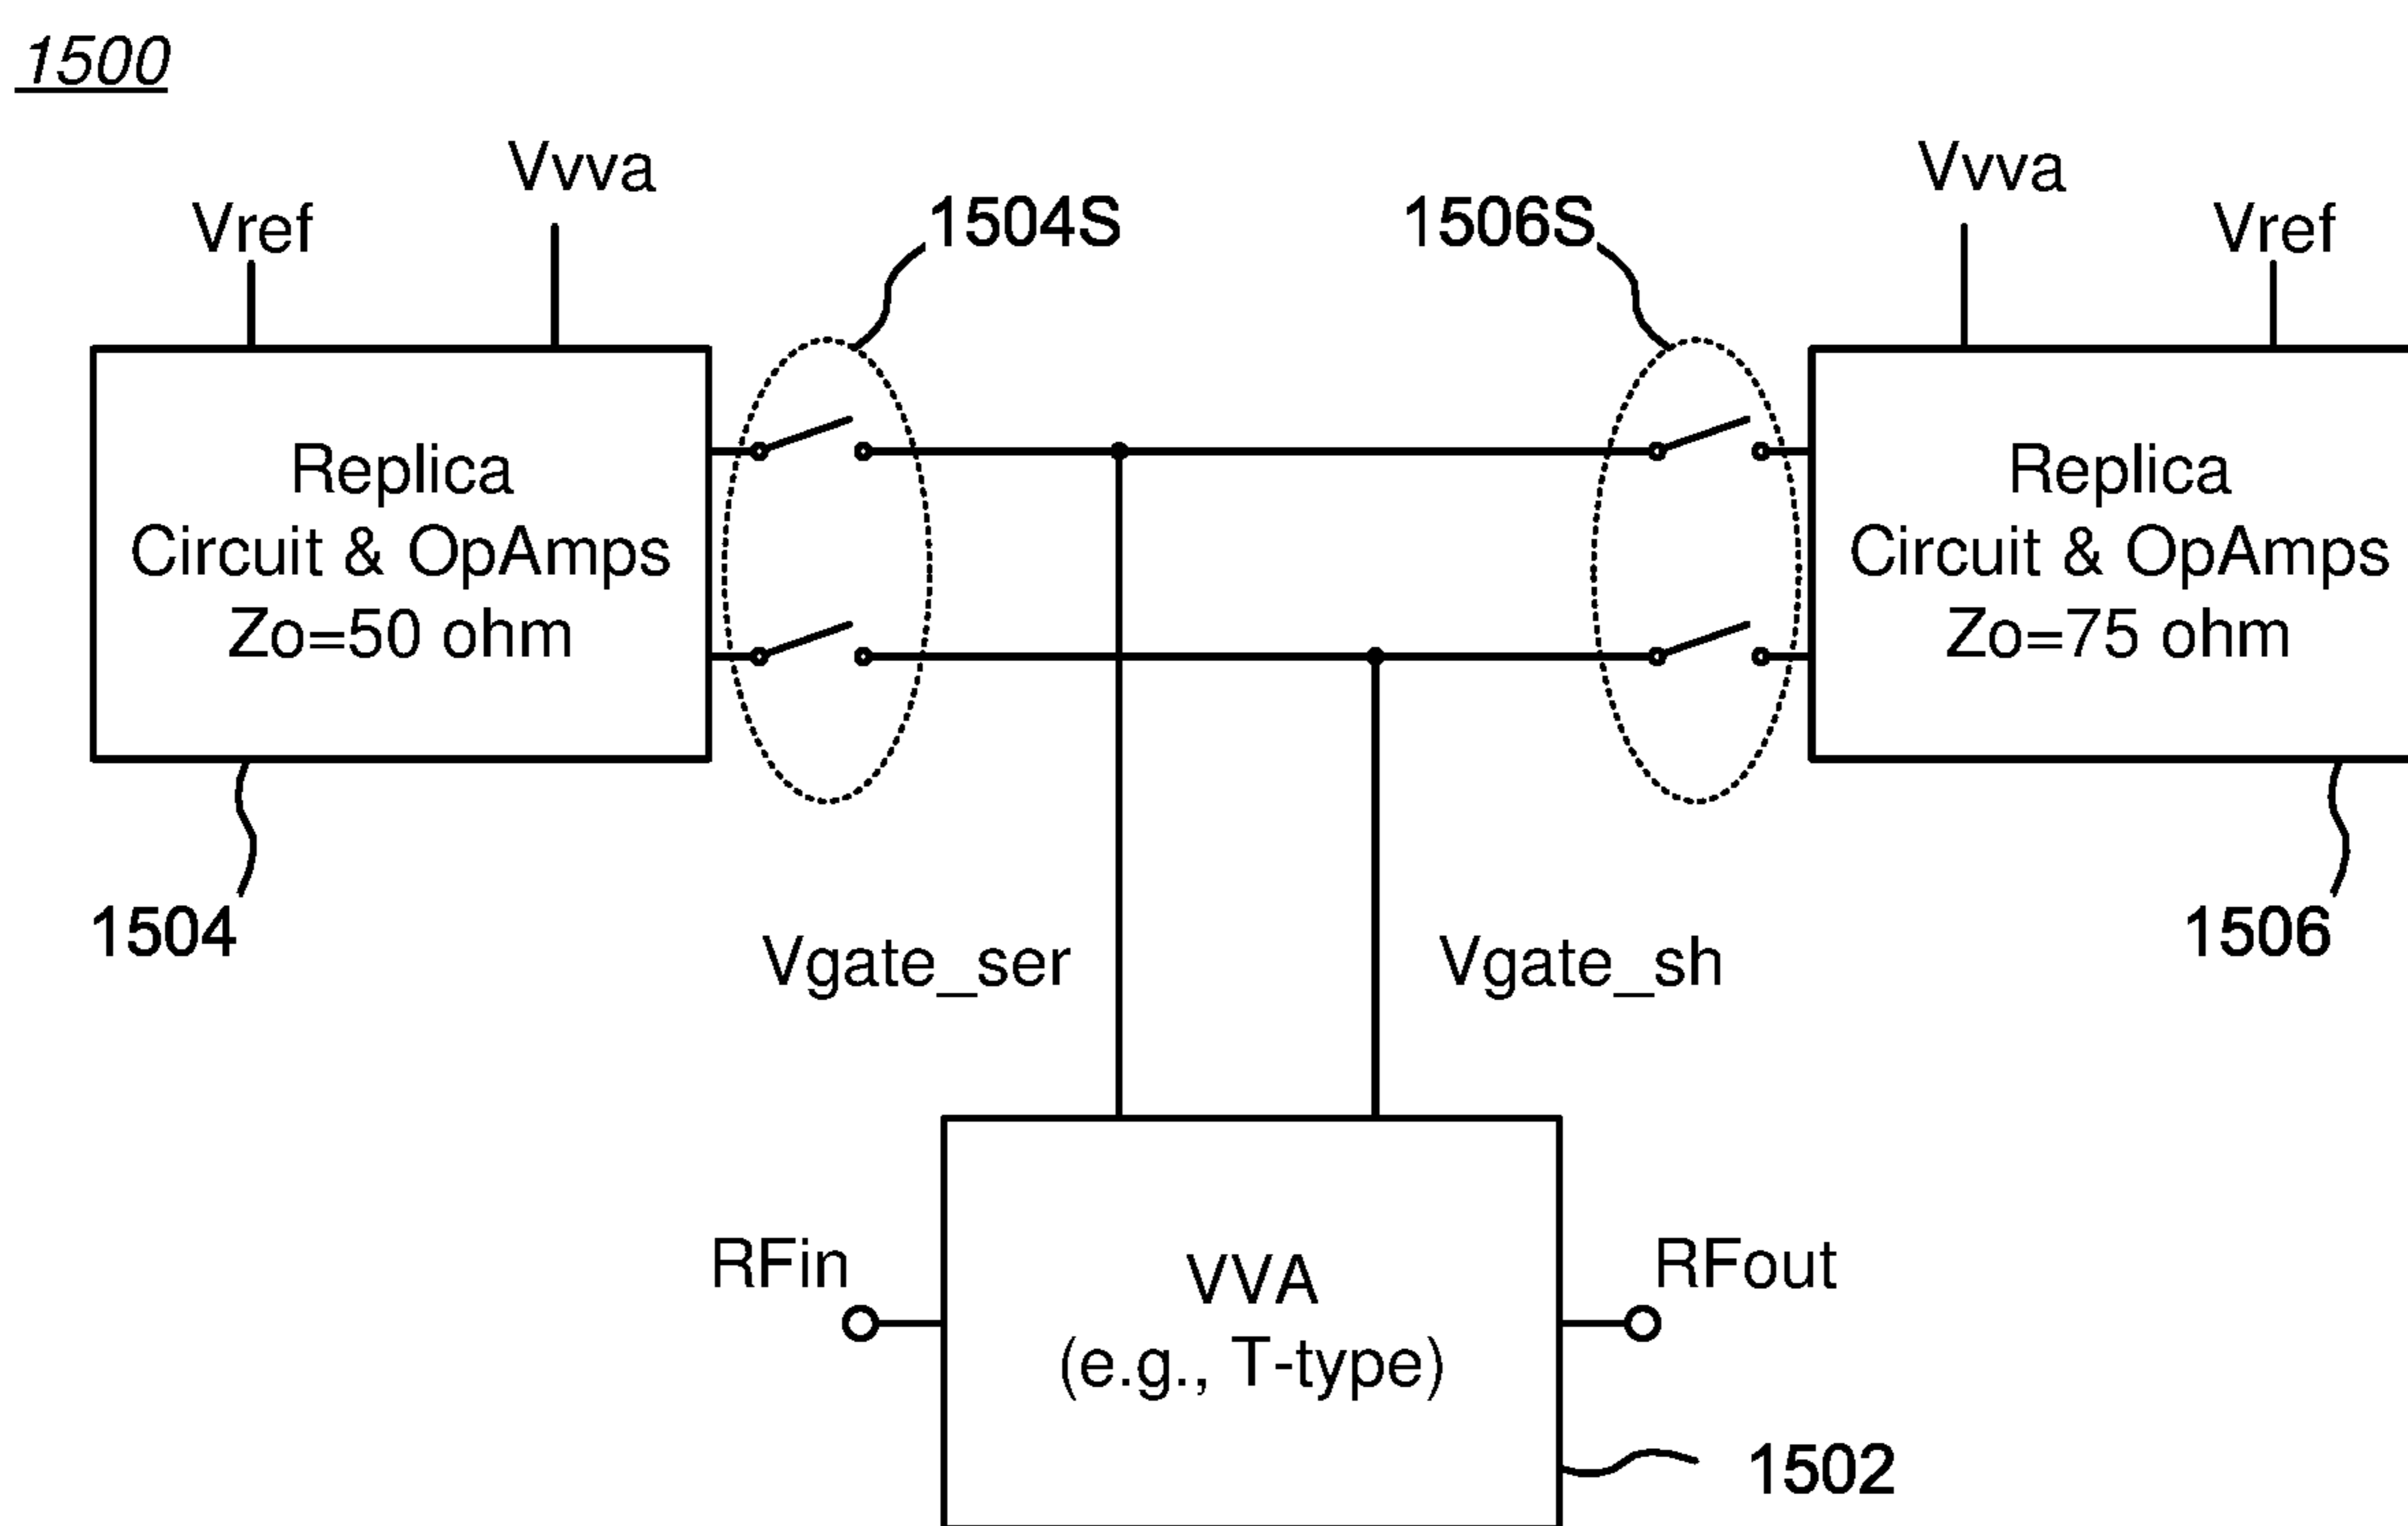 1500
Vvva
Vvva
Vref
1504S
1506S
Vref
Replica
Circuit & OpAmps
Zo=50 ohm
Replica
Circuit & OpAmps
Zo=75 ohm
1504
Vgate_ser
Vgate_sh
1506
RFin
VVA
(e.g., T-type)
RFout
1502